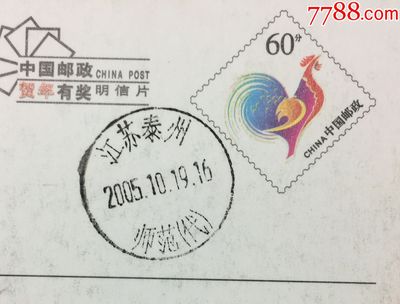 7788.com
中国邮政 CHINA POST
贺年有奖明信片
60分
CHINA 中国邮政
江苏泰州
2005.10.19.16
师范(代)